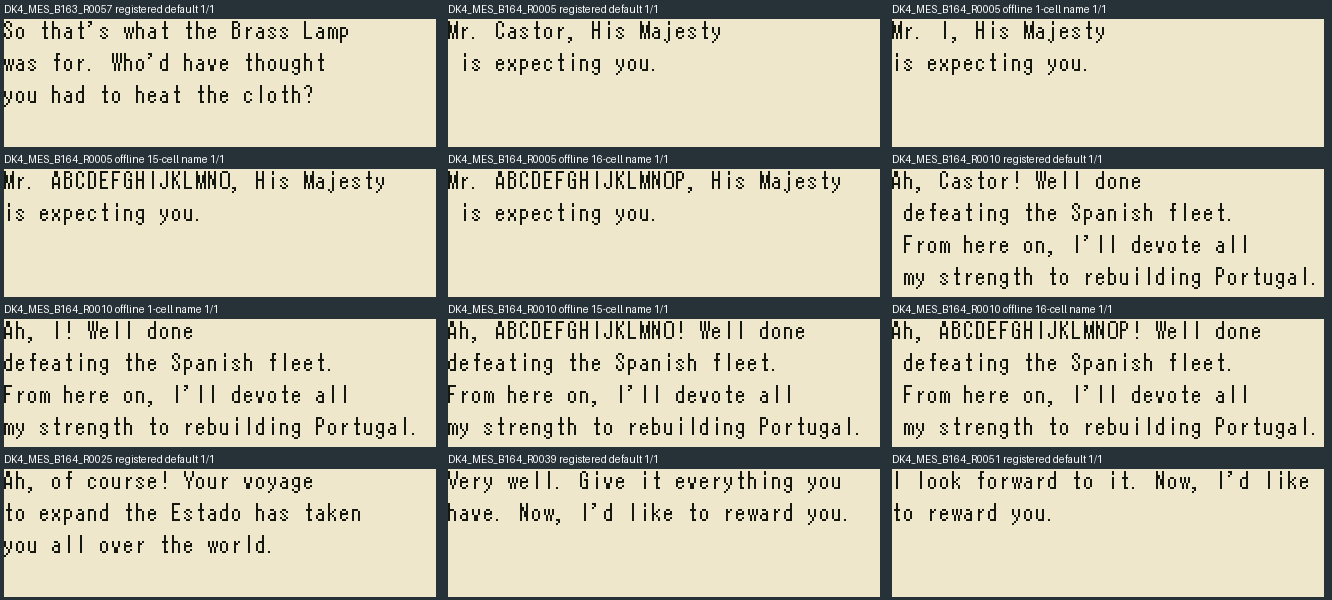 DK4_MES_B163_R0057 registered default 1/1
So that's what the Brass Lamp
was for. Who'd have thought
you had to heat the cloth?
DK4_MES_B164_R0005 registered default 1/1
Mr. Castor, His Majesty
is expecting you.
DK4_MES_B164_R0005 offline 1-cell name 1/1
Mr. I, His Majesty
is expecting you.
DK4_MES_B164_R0005 offline 15-cell name 1/1
Mr. ABCDEFGHIJKLMNO, His Majesty
is expecting you.
DK4_MES_B164_R0005 offline 16-cell name 1/1
Mr. ABCDEFGHIJKLMNOP, His Majesty
is expecting you.
DK4_MES_B164_R0010 registered default 1/1
Ah, Castor! Well done
defeating the Spanish fleet.
From here on, I'll devote all
my strength to rebuilding Portugal.
DK4_MES_B164_R0010 offline 1-cell name 1/1
Ah, I! Well done
defeating the Spanish fleet.
From here on, I'll devote all
my strength to rebuilding Portugal.
DK4_MES_B164_R0010 offline 15-cell name 1/1
Ah, ABCDEFGHIJKLMNO! Well done
defeating the Spanish fleet.
From here on, I'll devote all
my strength to rebuilding Portugal.
DK4_MES_B164_R0010 offline 16-cell name 1/1
Ah, ABCDEFGHIJKLMNOP! Well done
defeating the Spanish fleet.
From here on, I'll devote all
my strength to rebuilding Portugal.
DK4_MES_B164_R0025 registered default 1/1
Ah, of course! Your voyage
to expand the Estado has taken
you all over the world.
DK4_MES_B164_R0039 registered default 1/1
Very well. Give it everything you
have. Now, I'd like to reward you.
DK4_MES_B164_R0051 registered default 1/1
I look forward to it. Now, I'd like
to reward you.